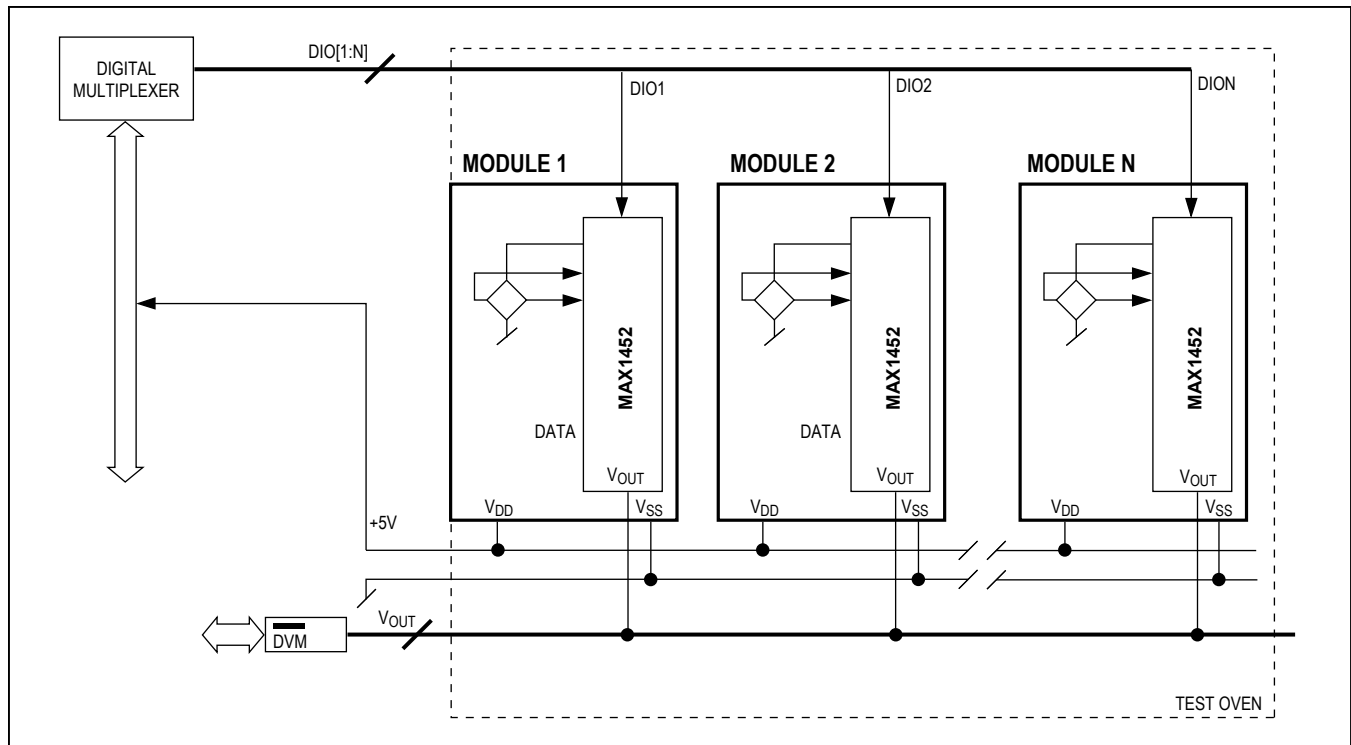 DIGITAL
MULTIPLEXER
DIO[1:N]
DIO1
DIO2
DION
MODULE 1
MODULE 2
MODULE N
MAX1452
MAX1452
MAX1452
DATA
DATA
VOUT
VOUT
VOUT
VDD
VSS
VDD
VSS
VDD
VSS
+5V
VOUT
DVM
TEST OVEN